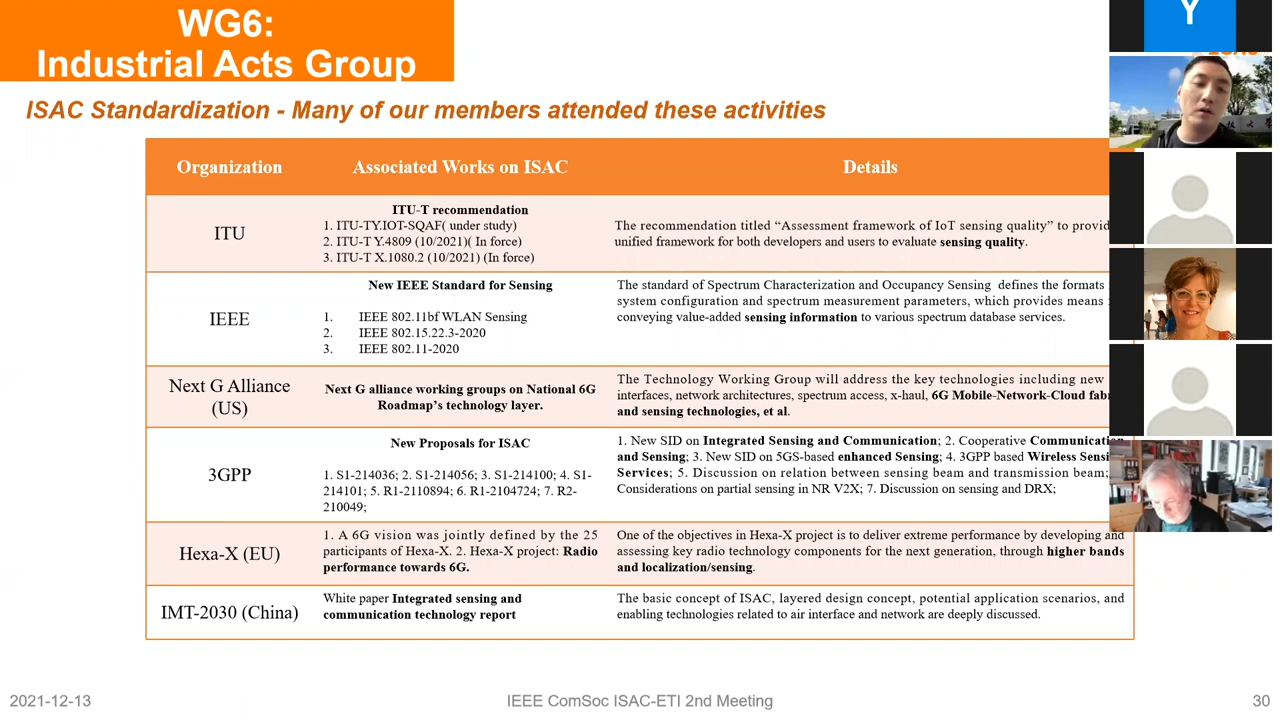 WG6:
Industrial Acts Group
Y
ISAC Standardization - Many of our members attended these activities
Organization
Associated Works on ISAC
Details
ITU
ITU-T recommendation
1. ITU-TY.IOT-SQAF( under study)
2. ITU-T Y.4809 (10/2021)( In force)
3. ITU-T X.1080.2 (10/2021) (In force)
The recommendation titled “Assessment framework of IoT sensing quality” to
unified framework for both developers and users to evaluate sensing quality.
IEEE
New IEEE Standard for Sensing
1. IEEE 802.11bf WLAN Sensing
2. IEEE 802.15.22.3-2020
3. IEEE 802.11-2020
The standard of Spectrum Characterization and Occupancy Sensing defines the formats
system configuration and spectrum measurement parameters, which provides means
conveying value-added sensing information to various spectrum database services.
Next G Alliance
(US)
Next G alliance working groups on National 6G
Roadmap’s technology layer.
The Technology Working Group will address the key technologies including new
interfaces, network architectures, spectrum access, x-haul, 6G Mobile-Network-Cloud
and sensing technologies, et al.
3GPP
New Proposals for ISAC
1. S1-214036; 2. S1-214056; 3. S1-214100; 4. S1-
214101; 5. R1-2110894; 6. R1-2104724; 7. R2-
210049;
1. New SID on Integrated Sensing and Communication; 2. Cooperative Communication
and Sensing; 3. New SID on 5GS-based enhanced Sensing; 4. 3GPP based Wireless
Services; 5. Discussion on relation between sensing beam and transmission beam;
Considerations on partial sensing in NR V2X; 7. Discussion on sensing and DRX;
Hexa-X (EU)
1. A 6G vision was jointly defined by the 25
participants of Hexa-X. 2. Hexa-X project: Radio
performance towards 6G.
One of the objectives in Hexa-X project is to deliver extreme performance by developing and
assessing key radio technology components for the next generation, through higher bands
and localization/sensing.
IMT-2030 (China)
White paper Integrated sensing and
communication technology report
The basic concept of ISAC, layered design concept, potential application scenarios, and
enabling technologies related to air interface and network are deeply discussed.
2021-12-13
IEEE ComSoc ISAC-ETI 2nd Meeting
30